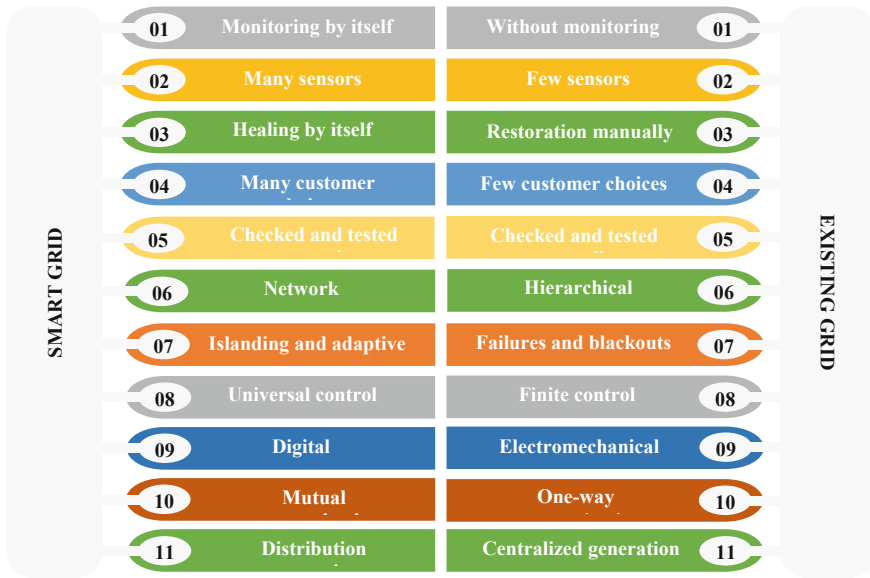 SMART GRID
01 Monitoring by itself
Without monitoring 01
02 Many sensors
Few sensors 02
03 Healing by itself
Restoration manually 03
04 Many customer
Few customer choices 04
05 Checked and tested
Checked and tested 05
06 Network
Hierarchical 06
07 Islanding and adaptive
Failures and blackouts 07
08 Universal control
Finite control 08
09 Digital
Electromechanical 09
10 Mutual
One-way 10
11 Distribution
Centralized generation 11
EXISTING GRID